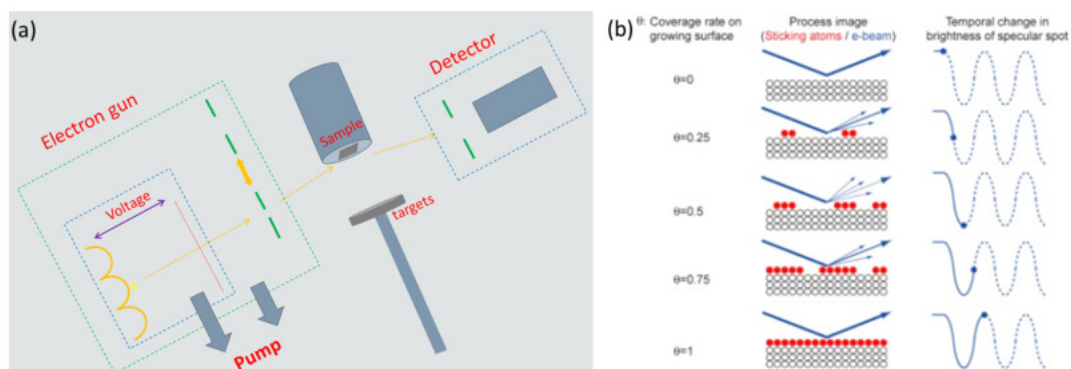 (a)
Electron gun
Voltage
Pump
Sample
targets
Detector
(b)
θ: Coverage rate on
growing surface
Process image
(Sticking atoms / e-beam)
Temporal change in
brightness of specular spot
θ=0
θ=0.25
θ=0.5
θ=0.75
θ=1